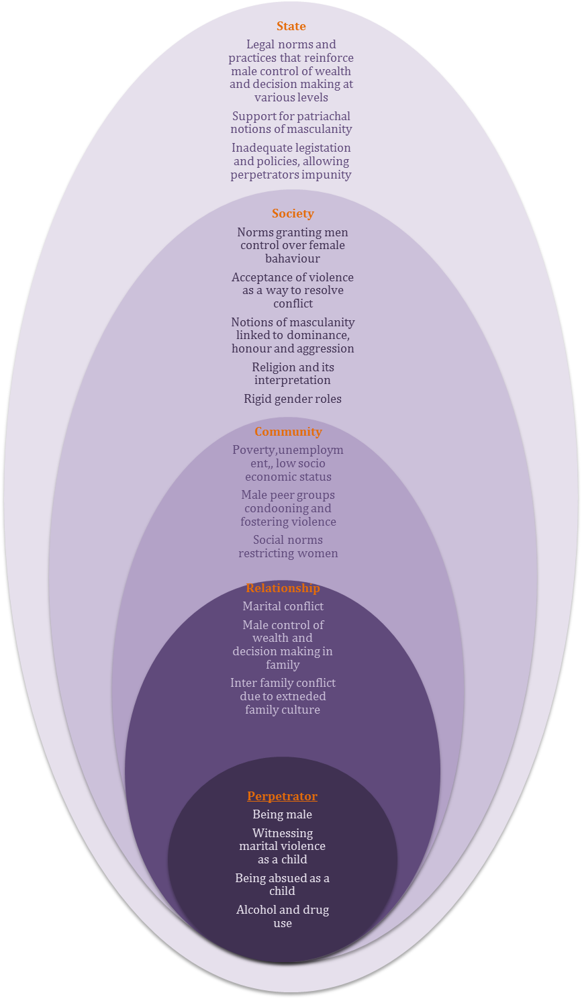 State
Legal norms and
practices that reinforce
male control of wealth
and decision making at
various levels
Support for patriachal
notions of masculanity
Inadequate legistation
and policies, allowing
perpetrators impunity
Society
Norms granting men
control over female
bahaviour
Acceptance of violence
as a way to resolve
conflict
Notions of masculanity
linked to dominance,
honour and aggression
Religion and its
interpretation
Rigid gender roles
Community
Poverty,unemploym
ent,, low socio
economic status
Male peer groups
condooning and
fostering violence
Social norms
restricting women
Relationship
Marital conflict
Male control of
wealth and
decision making in
family
Inter family conflict
due to extneded
family culture
Perpetrator
Being male
Witnessing
marital violence
as a child
Being absued as a
child
Alcohol and drug
use